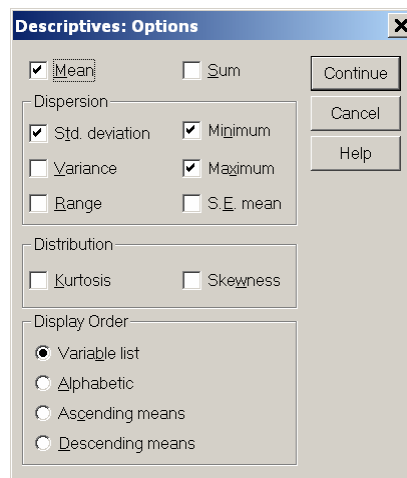 Descriptives: Options
Mean Sum
Continue
Dispersion
Cancel
Std. deviation Minimum
Help
Variance Maximum
Range S.E. mean
Distribution
Kurtosis Skewness
Display Order
Variable list
Alphabetic
Ascending means
Descending means